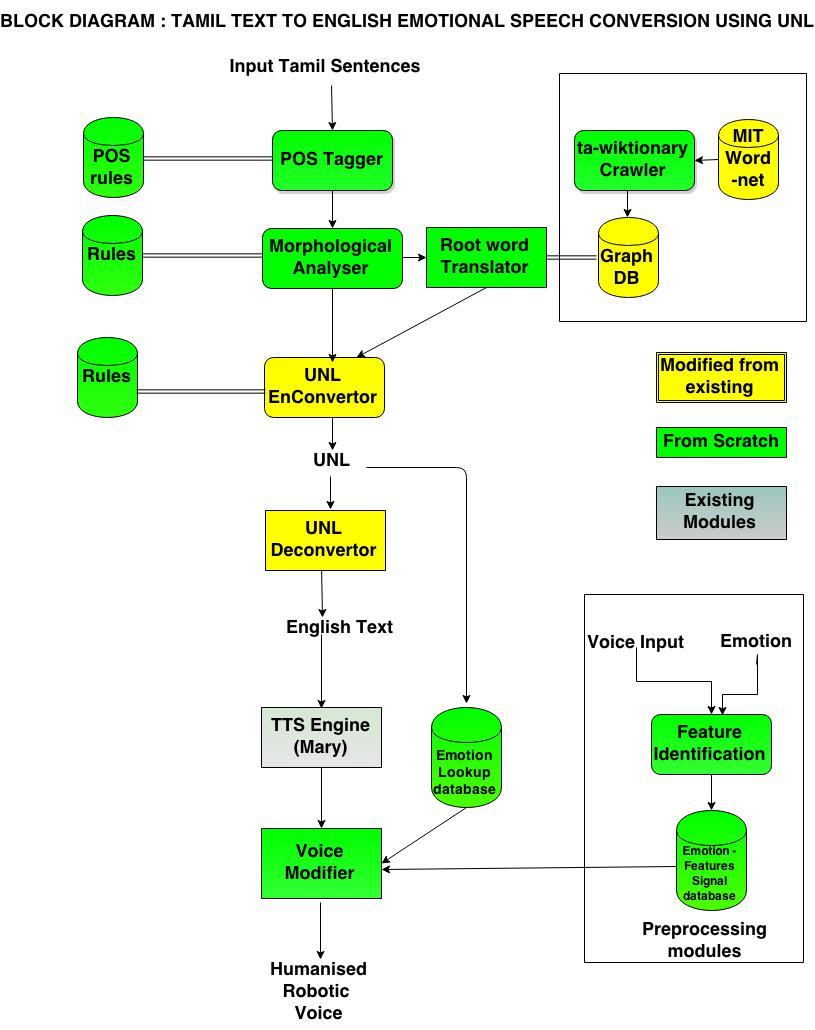 BLOCK DIAGRAM : TAMIL TEXT TO ENGLISH EMOTIONAL SPEECH CONVERSION USING UNL
Input Tamil Sentences
POS
rules
POS Tagger
ta-wiktionary
Crawler
MIT
Word
-net
Rules
Morphological
Analyser
Root word
Translator
Graph
DB
Rules
UNL
EnConvertor
Modified from
existing
From Scratch
Existing
Modules
UNL
UNL
Deconvertor
English Text
TTS Engine
(Mary)
Emotion
Lookup
database
Voice
Modifier
Humanised
Robotic
Voice
Voice Input
Emotion
Feature
Identification
Emotion -
Features
Signal
database
Preprocessing
modules